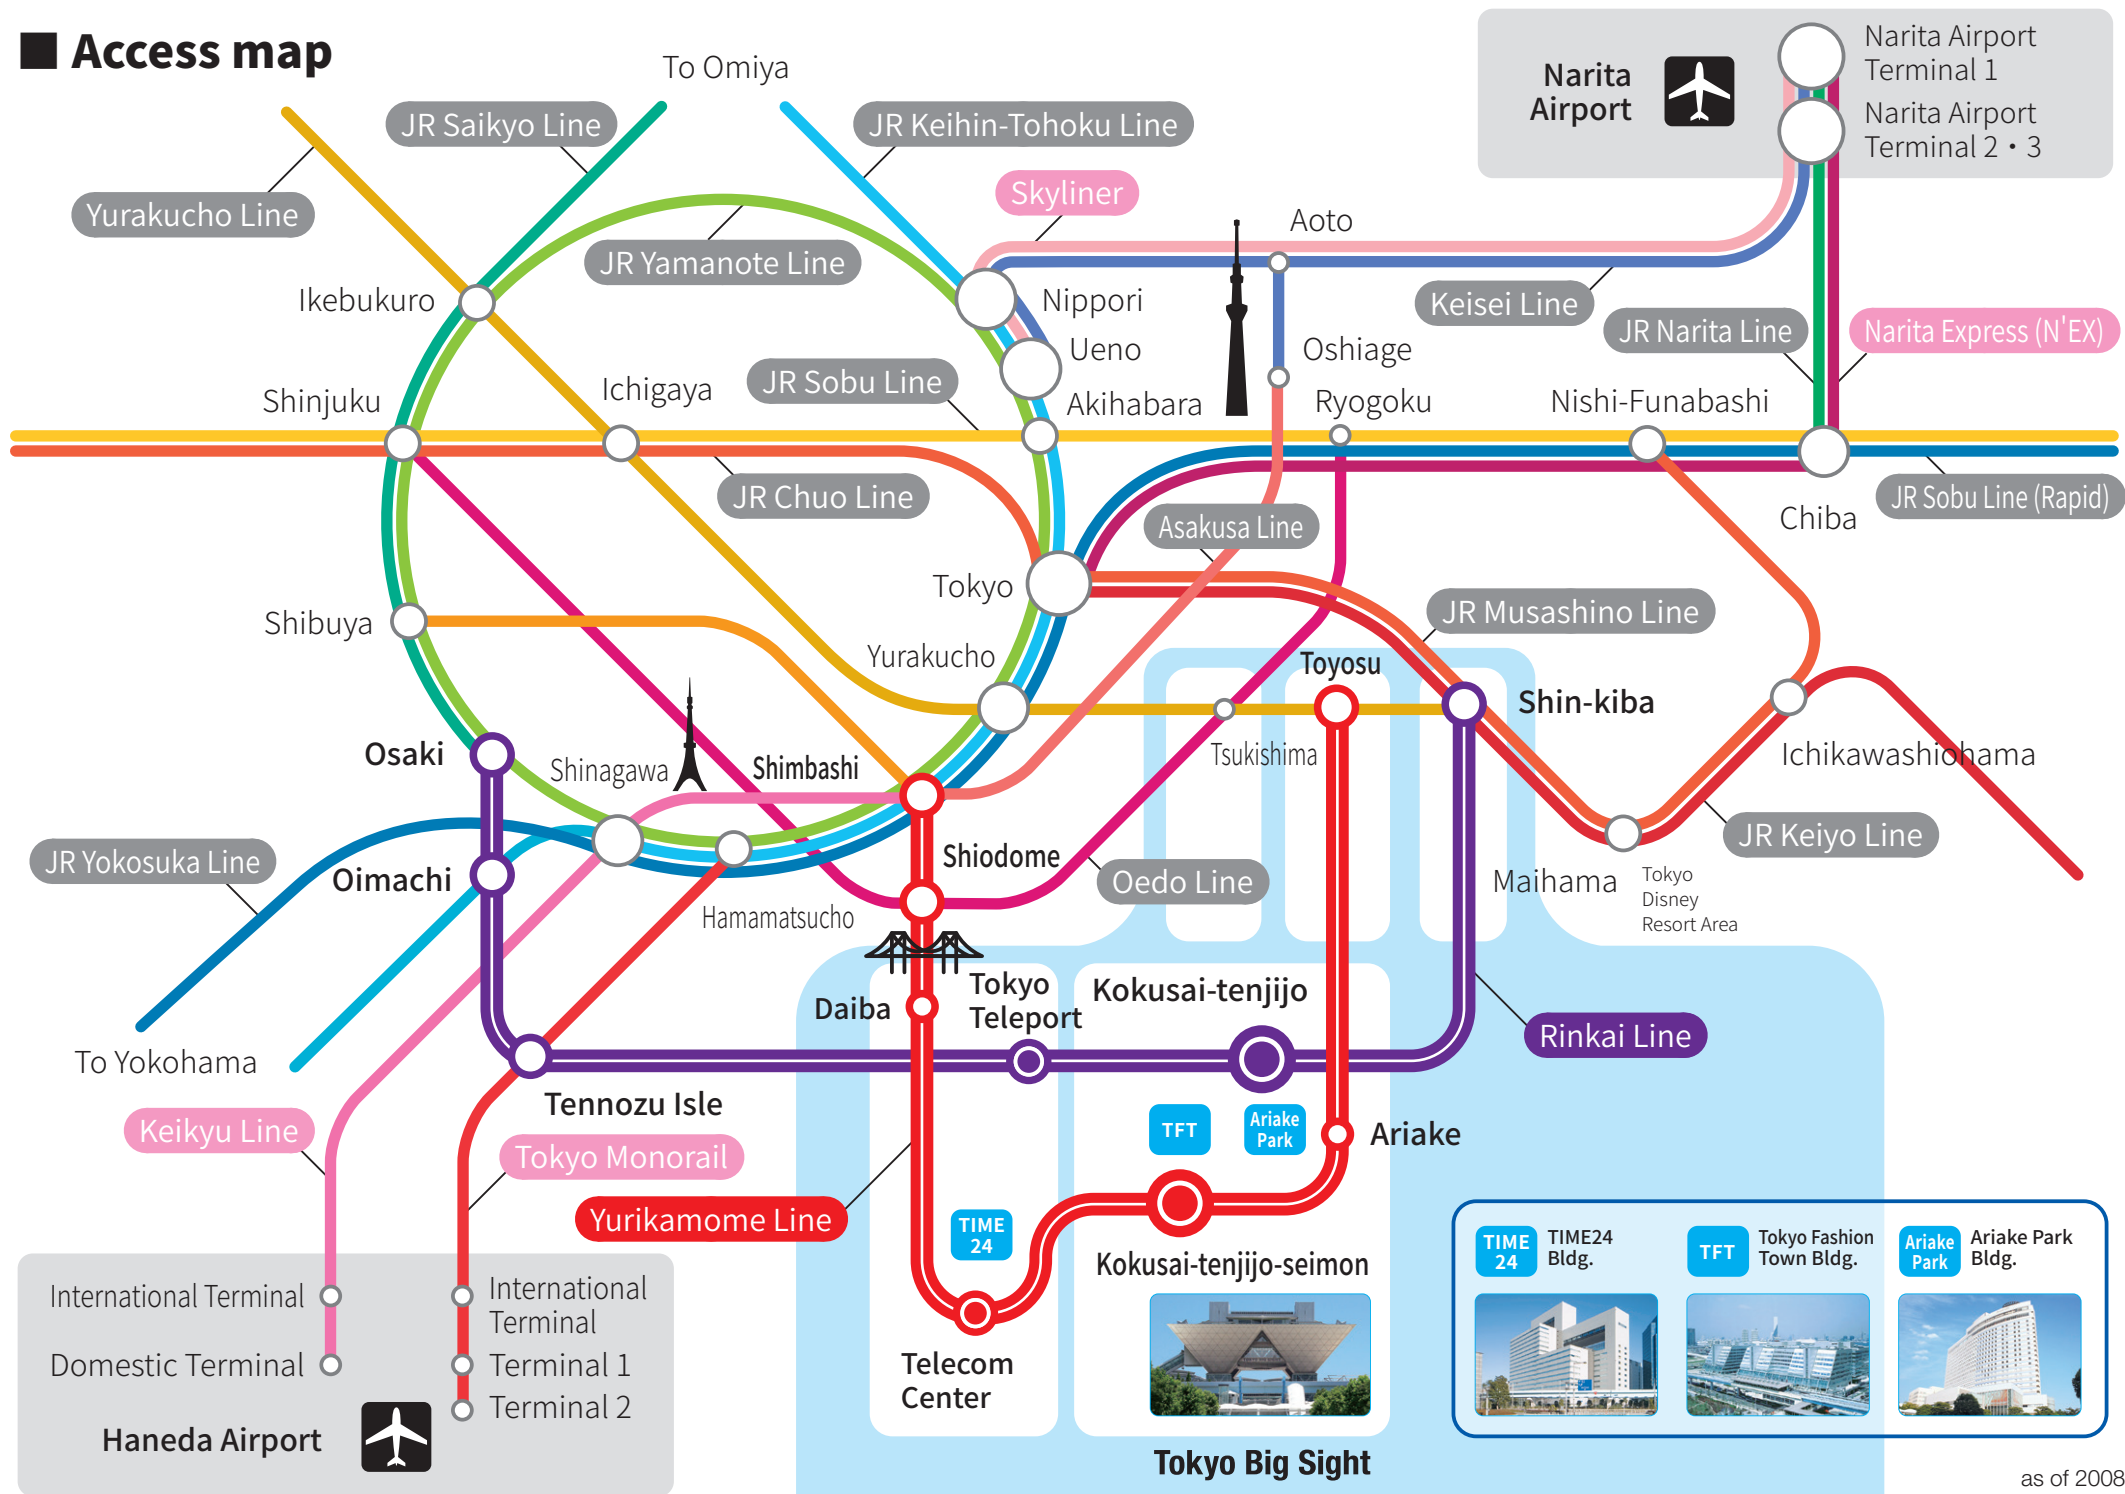 ■ Access map
To Omiya
JR Saikyo Line
JR Keihin-Tohoku Line
Narita
Airport
Narita Airport
Terminal 1
Narita Airport
Terminal 2・3
Yurakucho Line
Skyliner
JR Yamanote Line
Aoto
Ikebukuro
Nippori
Keisei Line
JR Narita Line
Narita Express (N'EX)
Ueno
Oshiage
Shinjuku
Ichigaya
JR Sobu Line
Akihabara
Ryogoku
Nishi-Funabashi
JR Chuo Line
Asakusa Line
Chiba
JR Sobu Line (Rapid)
Tokyo
Shibuya
JR Musashino Line
Yurakucho
Toyosu
Shin-kiba
Osaki
Shinagawa
Shimbashi
Tsukishima
Ichikawashiohama
JR Yokosuka Line
Oimachi
Shiodome
Oedo Line
JR Keiyo Line
Maihama
Tokyo
Disney
Resort Area
Hamamatsucho
Daiba
Tokyo
Teleport
Kokusai-tenjijo
Rinkai Line
To Yokohama
Tennozu Isle
Keikyu Line
Tokyo Monorail
TFT
Ariake
Park
Ariake
Yurikamome Line
TIME
24
Kokusai-tenjijo-seimon
TIME
24
TIME24
Bldg.
TFT
Tokyo Fashion
Town Bldg.
Ariake
Park
Ariake Park
Bldg.
International Terminal
International
Terminal
Domestic Terminal
Terminal 1
Terminal 2
Haneda Airport
Telecom
Center
Tokyo Big Sight
as of 2008